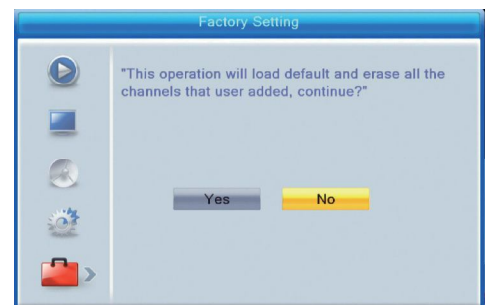 Factory Setting
"This operation will load default and erase all the
channels that user added, continue?"
Yes No